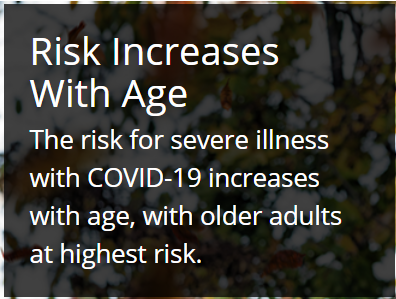 Risk Increases
With Age
The risk for severe illness
with COVID-19 increases
with age, with older adults
at highest risk.